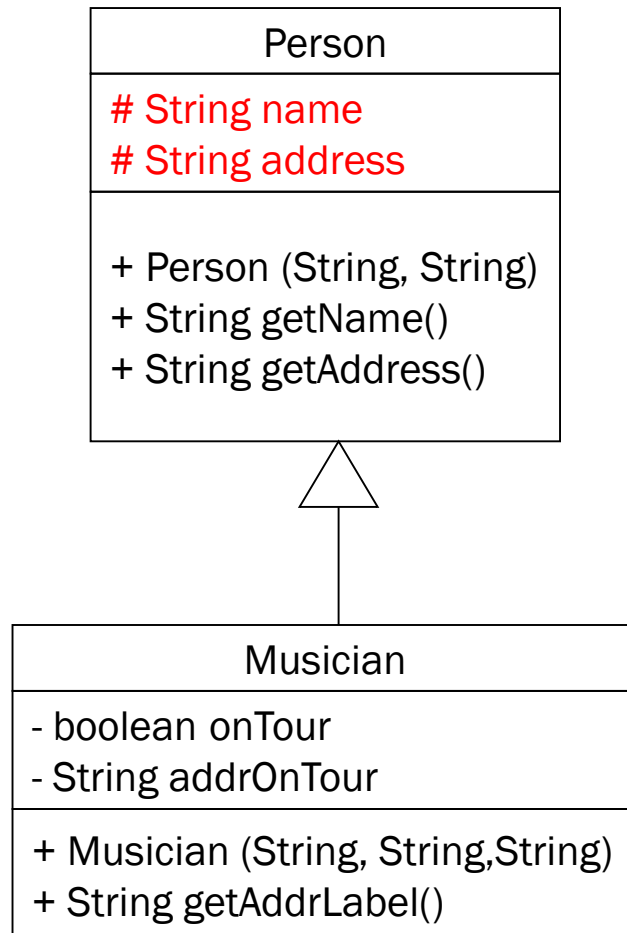 Person
# String name
# String address
+ Person (String, String)
+ String getName()
+ String getAddress()
Musician
- boolean onTour
- String addrOnTour
+ Musician (String, String,String)
+ String getAddrLabel()